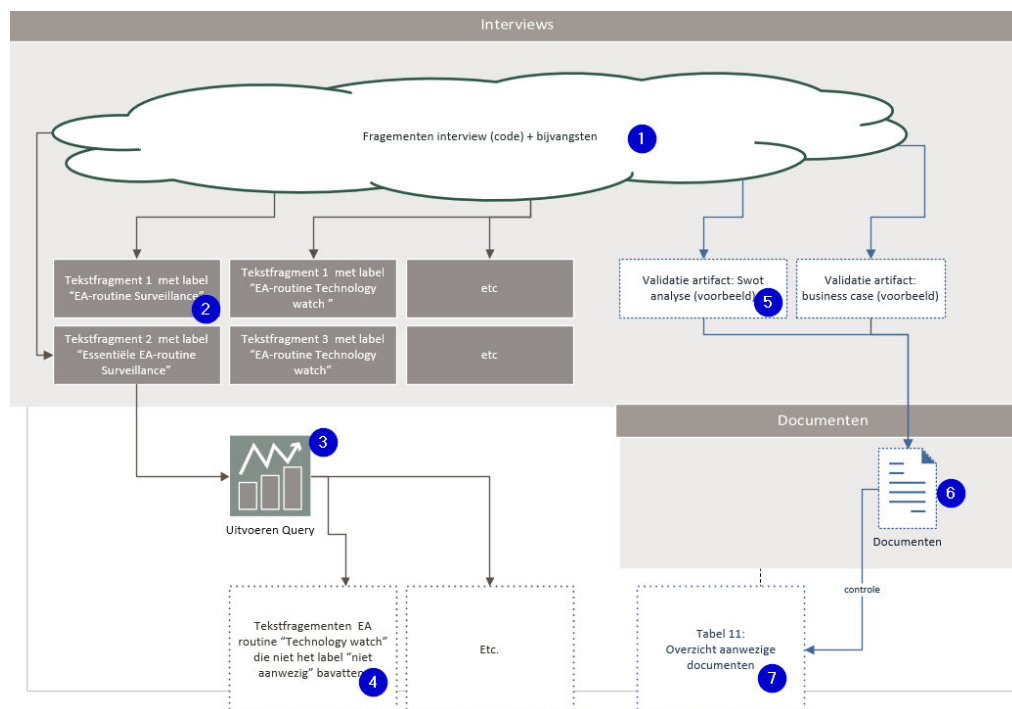 Interviews
Fragementen interview (code) + bijvangsten
1
Tekstfragment 1 met label
“EA-routine Surveillance”
2
Tekstfragment 1 met label
“EA-routine Technology
watch ”
etc
Validatie artifact: Swot
analyse (voorbeeld)
5
Validatie artifact:
business case (voorbeeld)
Tekstfragment 2 met label
“Essentiële EA-routine
Surveillance”
Tekstfragment 3 met label
“EA-routine Technology
watch”
etc
Documenten
3
Uitvoeren Query
6
Documenten
controle
Tekstfragementen EA
routine “Technology watch”
die niet het label “niet
aanwezig” bavatten
4
Etc.
Tabel 11:
Overzicht aanwezige
documenten
7